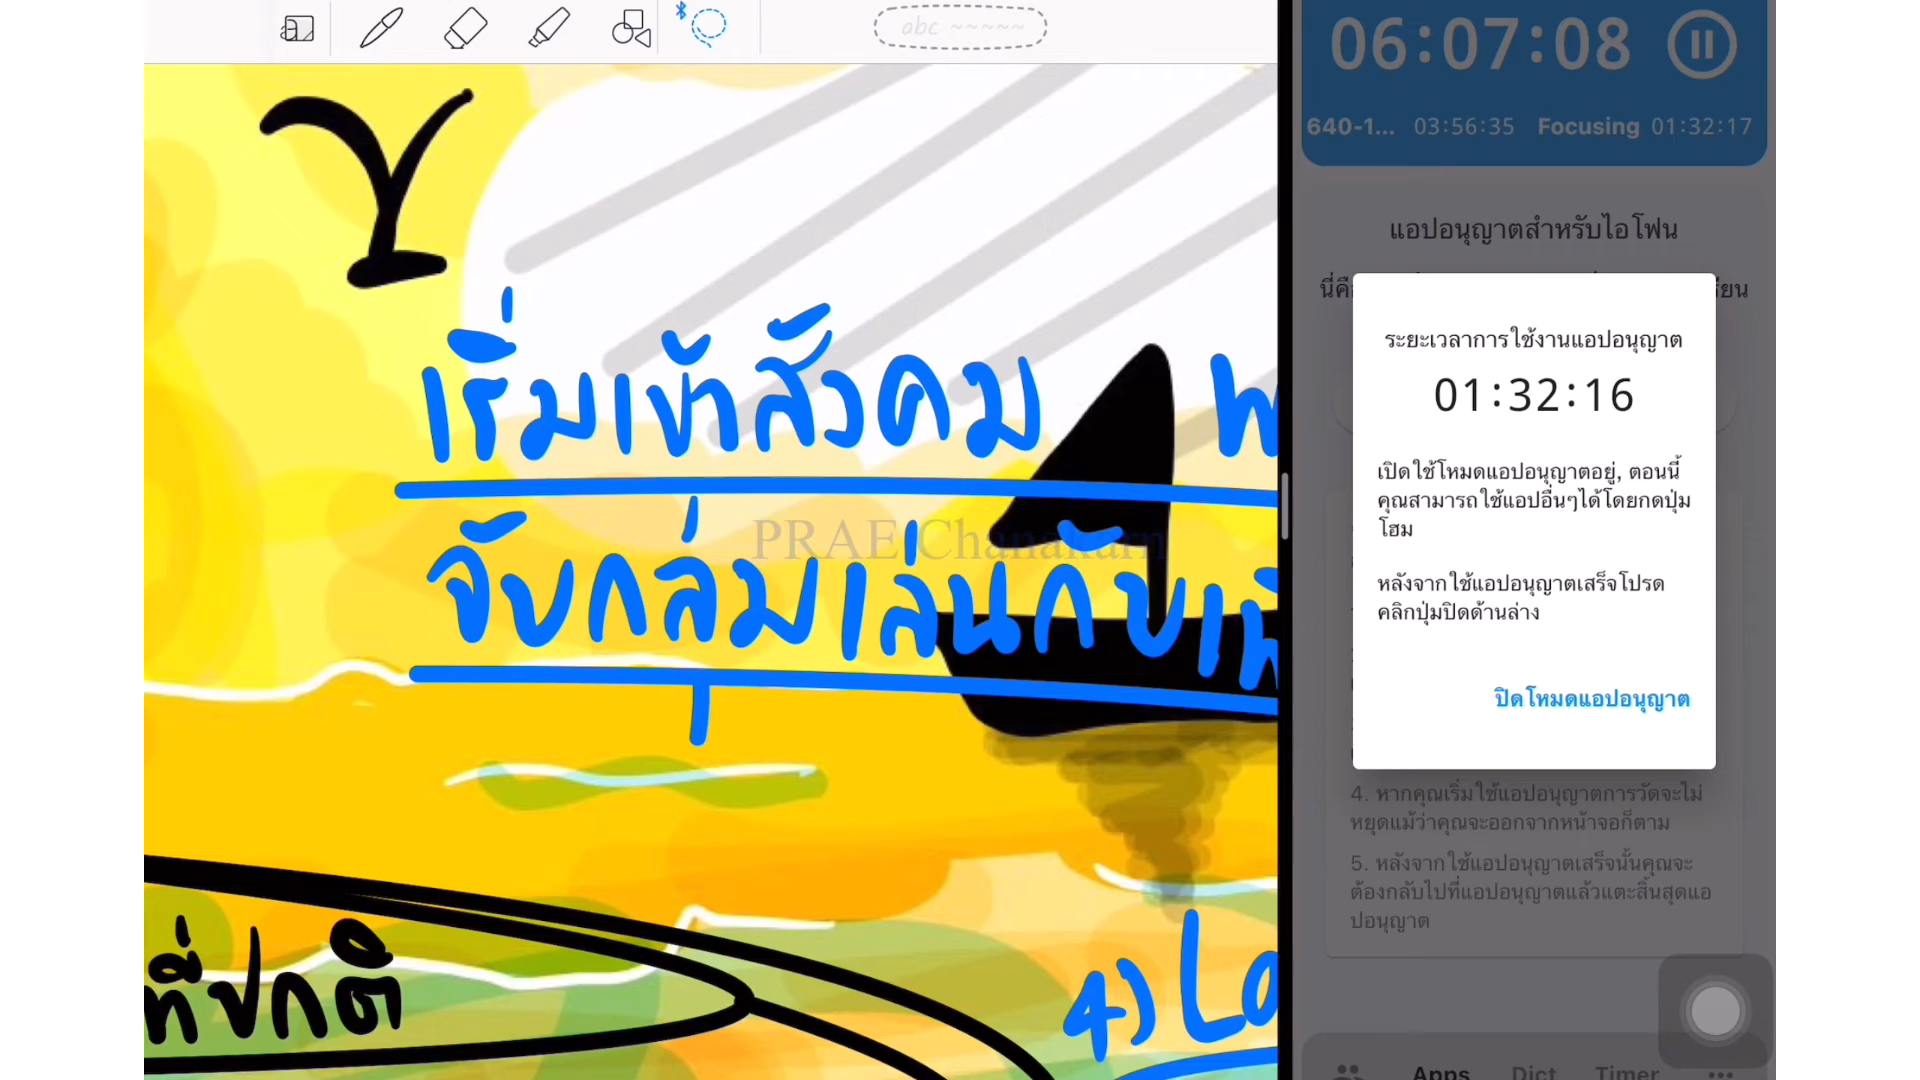 abc ~~~~~
เริ่มเข้าสังคม
จับกลุ่มเล่นกับ
PRAE Chanakarn
ที่ปกติ
4) Lo
06:07:08
640-1... 03:56:35 Focusing 01:32:17
แอปอนุญาตสำหรับไอโฟน
ระยะเวลาการใช้งานแอปอนุญาต
01:32:16
เปิดใช้โหมดแอปอนุญาตอยู่, ตอนนี้
คุณสามารถใช้แอปอื่นๆได้โดยกดปุ่ม
โฮม
หลังจากใช้แอปอนุญาตเสร็จโปรด
คลิกปุ่มปิดด้านล่าง
ปิดโหมดแอปอนุญาต
4. หากคุณเริ่มใช้แอปอนุญาตการวัดจะไม่
หยุดแม้ว่าคุณจะออกจากหน้าจอก็ตาม
5. หลังจากใช้แอปอนุญาตเสร็จนั้นคุณจะ
ต้องกลับไปที่แอปอนุญาตแล้วแตะสิ้นสุดแอ
ปอนุญาต
Apps Dict Timer